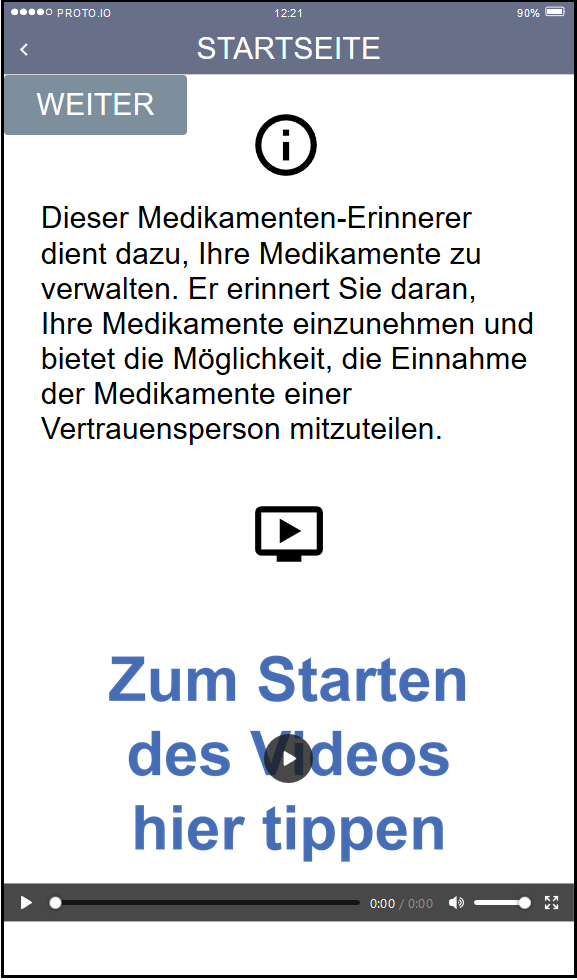 PROTO.IO 12:21 90%
STARTSEITE
WEITER
Dieser Medikamenten-Erinnerer
dient dazu, Ihre Medikamente zu
verwalten. Er erinnert Sie daran,
Ihre Medikamente einzunehmen und
bietet die Möglichkeit, die Einnahme
der Medikamente einer
Vertrauensperson mitzuteilen.
Zum Starten
des Videos
hier tippen
0:00 / 0:00